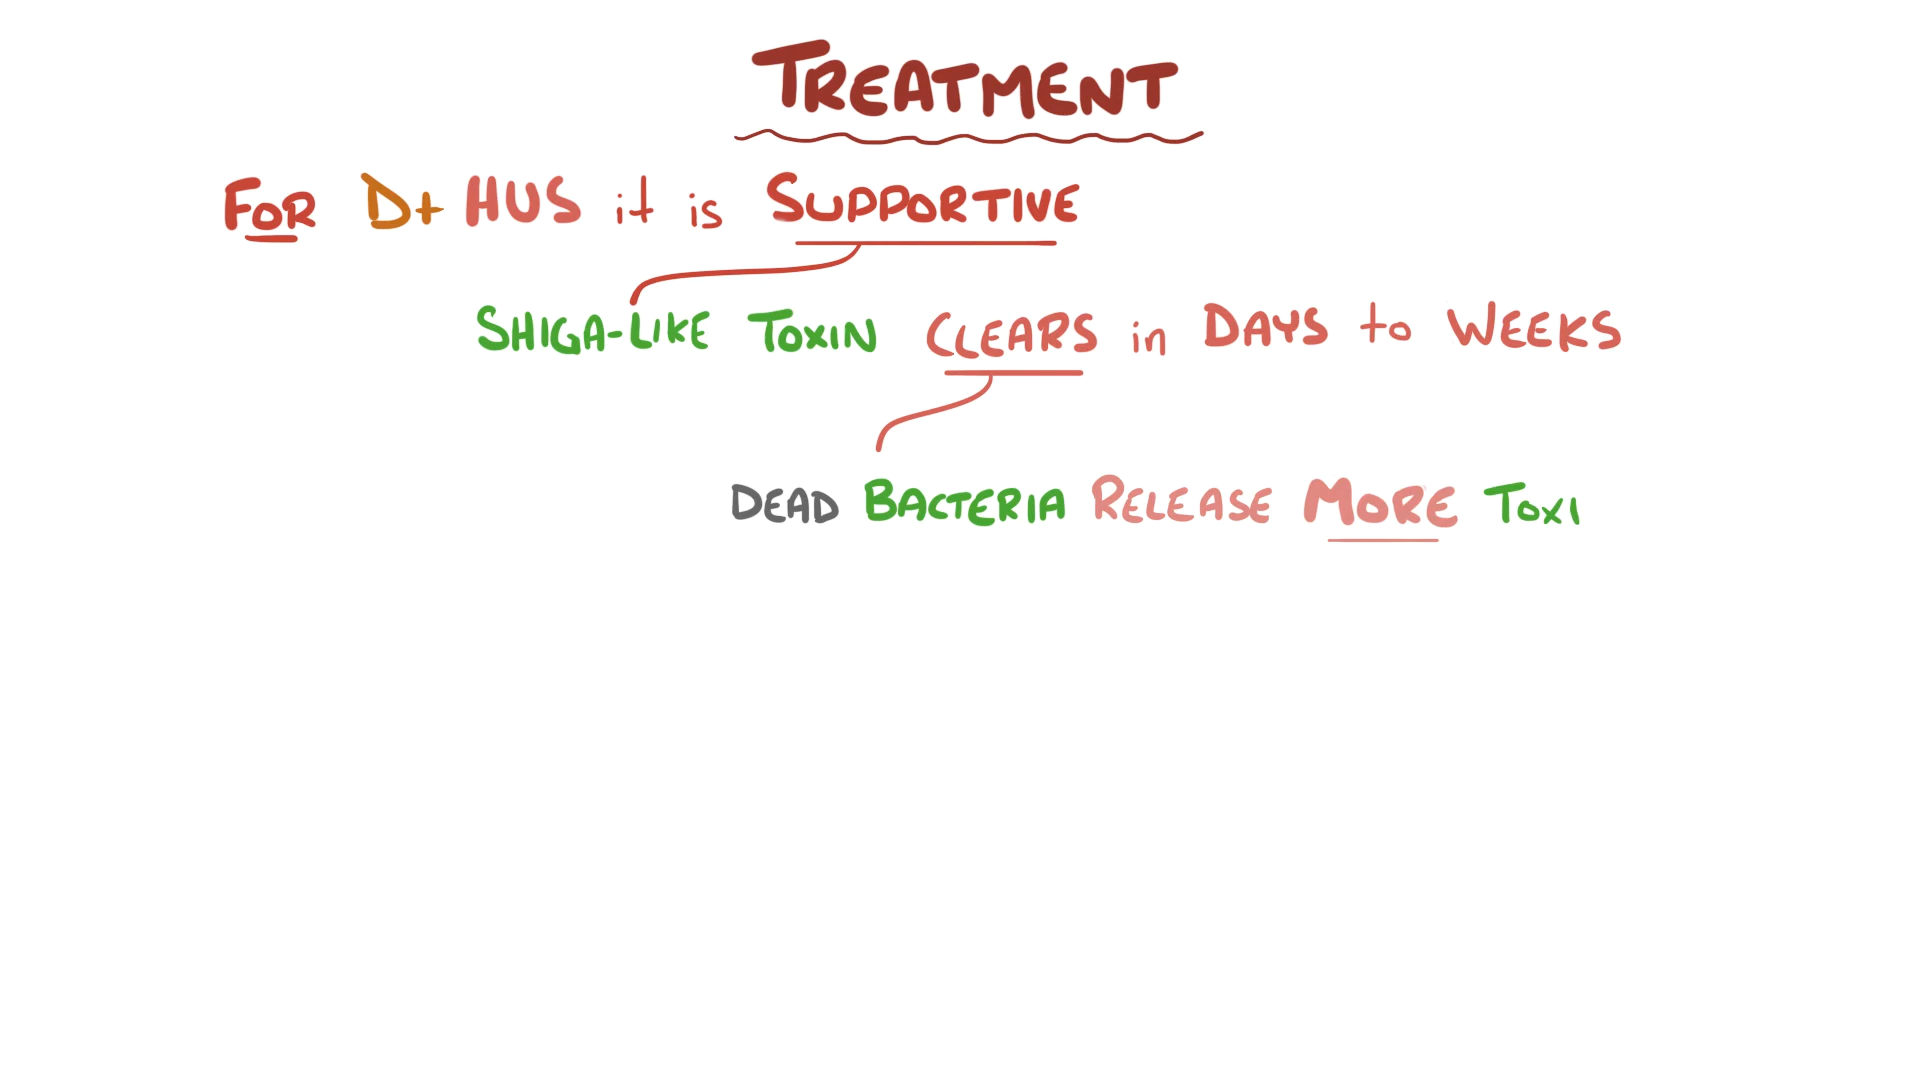 TREATMENT
FOR D+ HUS it is SUPPORTIVE
SHIGA-LIKE TOXIN CLEARS in DAYS to WEEKS
DEAD BACTERIA RELEASE MORE TOXI